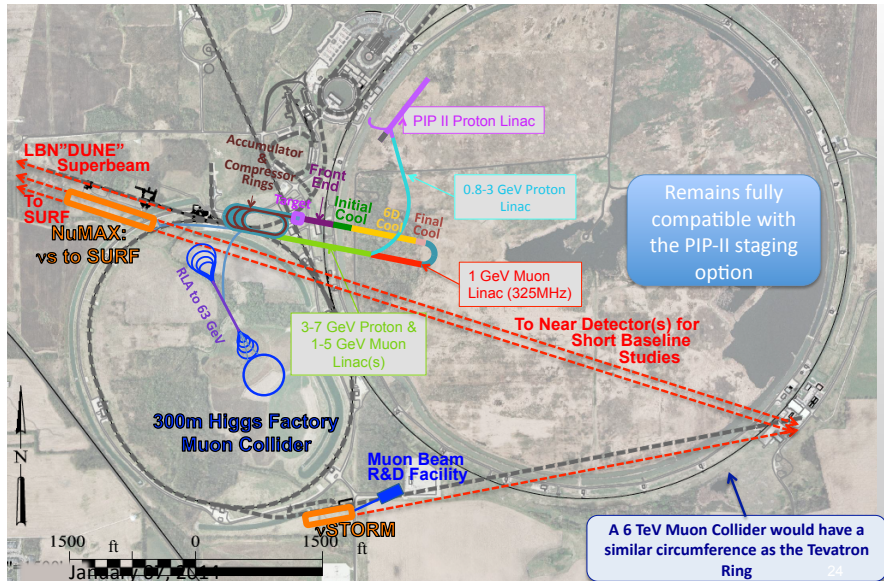 PIP II Proton Linac
LBN"DUNE"
Superbeam
Accumulator
&
Compressor
Rings
Target
Front
End
Initial
Cool
6D
Cool
Final
Cool
0.8-3 GeV Proton
Linac
Remains fully
compatible with
the PIP-II staging
option
To
SURF
NuMAX:
νs to SURF
RLA to 63 GeV
1 GeV Muon
Linac (325MHz)
3-7 GeV Proton &
1-5 GeV Muon
Linac(s)
To Near Detector(s) for
Short Baseline
Studies
300m Higgs Factory
Muon Collider
N
Muon Beam
R&D Facility
νSTORM
1500 ft 0 1500 ft
January 07, 2014
A 6 TeV Muon Collider would have a
similar circumference as the Tevatron
Ring
24